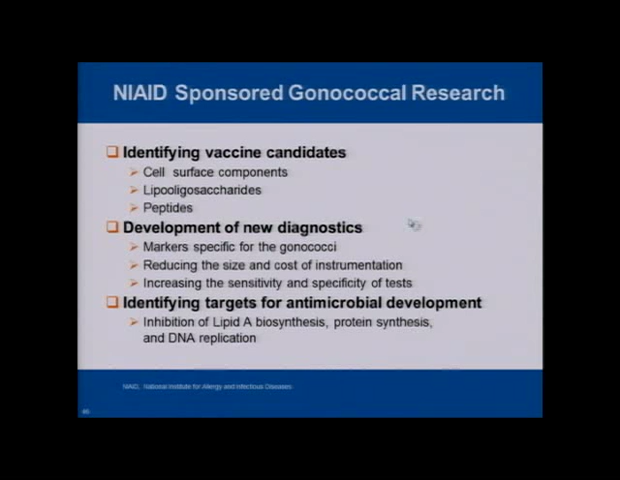 NIAID Sponsored Gonococcal Research
Identifying vaccine candidates
Cell surface components
Lipooligosaccharides
Peptides
Development of new diagnostics
Markers specific for the gonococci
Reducing the size and cost of instrumentation
Increasing the sensitivity and specificity of tests
Identifying targets for antimicrobial development
Inhibition of Lipid A biosynthesis, protein synthesis,
and DNA replication
NIAID, National Institute for Allergy and Infectious Diseases